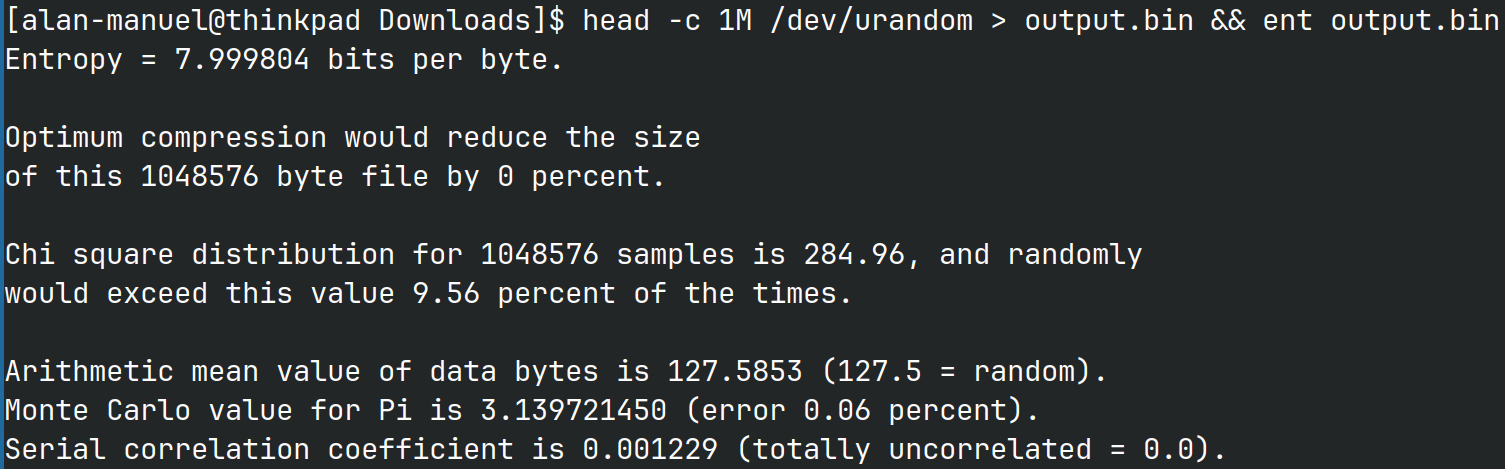 [alan-manuel@thinkpad Downloads]$ head -c 1M /dev/urandom > output.bin && ent output.bin
Entropy = 7.999804 bits per byte.
Optimum compression would reduce the size
of this 1048576 byte file by 0 percent.
Chi square distribution for 1048576 samples is 284.96, and randomly
would exceed this value 9.56 percent of the times.
Arithmetic mean value of data bytes is 127.5853 (127.5 = random).
Monte Carlo value for Pi is 3.139721450 (error 0.06 percent).
Serial correlation coefficient is 0.001229 (totally uncorrelated = 0.0).